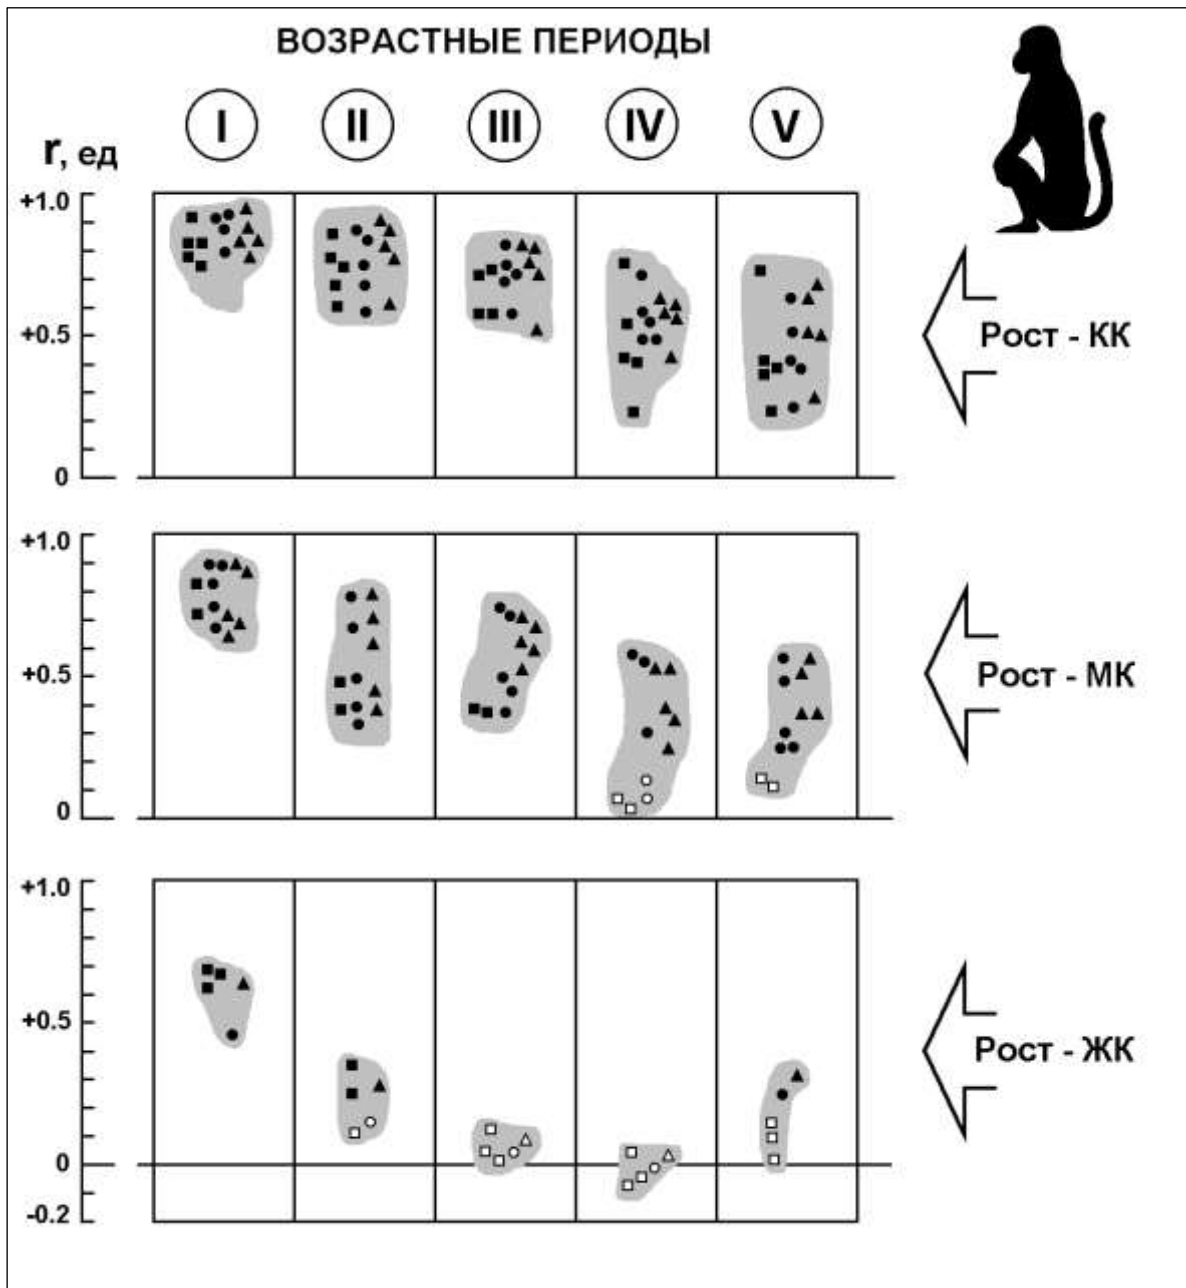 ВОЗРАСТНЫЕ ПЕРИОДЫ
I II III IV V
r, ед
+1.0
+0.5
0
Рост - КК
+1.0
+0.5
0
Рост - МК
+1.0
+0.5
0
-0.2
Рост - ЖК